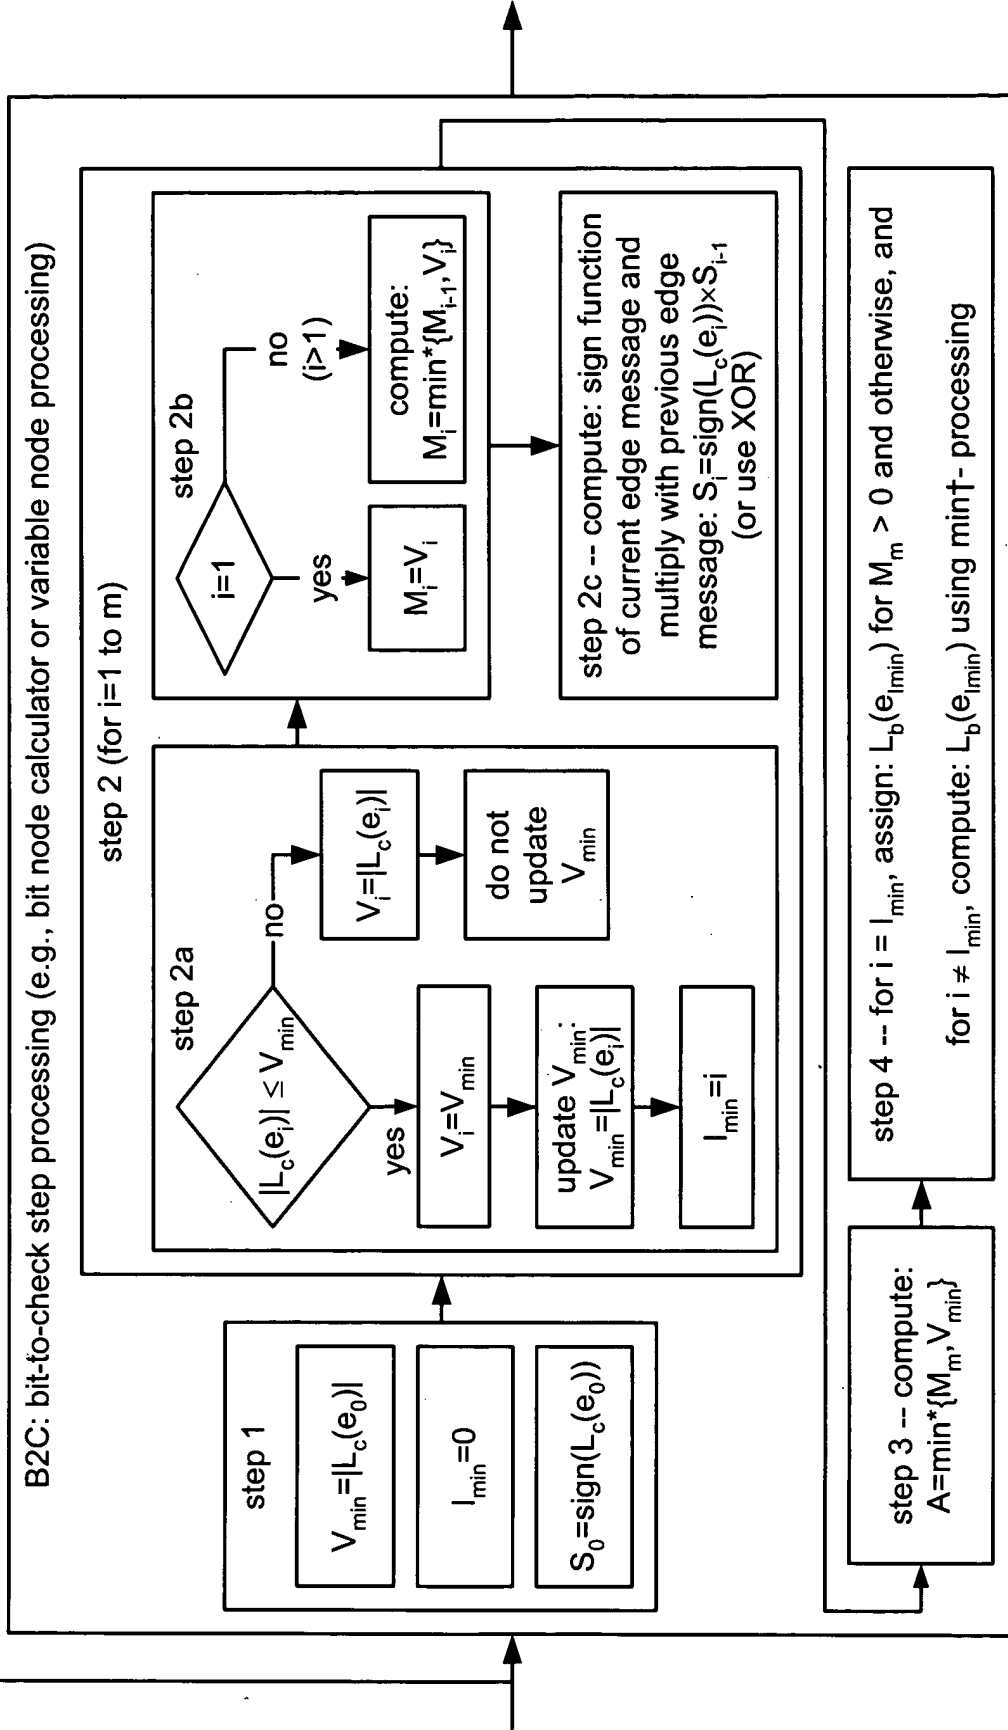 B2C: bit-to-check step processing (e.g., bit node calculator or variable node processing)
step 1
V_min=|L_c(e_0)|
I_min=0
S_0=sign(L_c(e_0))
step 2 (for i=1 to m)
step 2a
|L_c(e_i)| ≤ V_min
yes
no
V_i=V_min
update V_min:
V_min=|L_c(e_i)|
I_min=i
V_i=|L_c(e_i)|
do not
update
V_min
step 2b
i=1
yes
no
(i>1)
M_i=V_i
compute:
M_i=min*{M_i-1,V_i}
step 2c -- compute: sign function
of current edge message and
multiply with previous edge
message: S_i=sign(L_c(e_i))×S_i-1
(or use XOR)
step 3 -- compute:
A=min*{M_m,V_min}
step 4 -- for i = I_min, assign: L_b(e_Imin) for M_m > 0 and otherwise, and
for i ≠ I_min, compute: L_b(e_Imin) using min†- processing